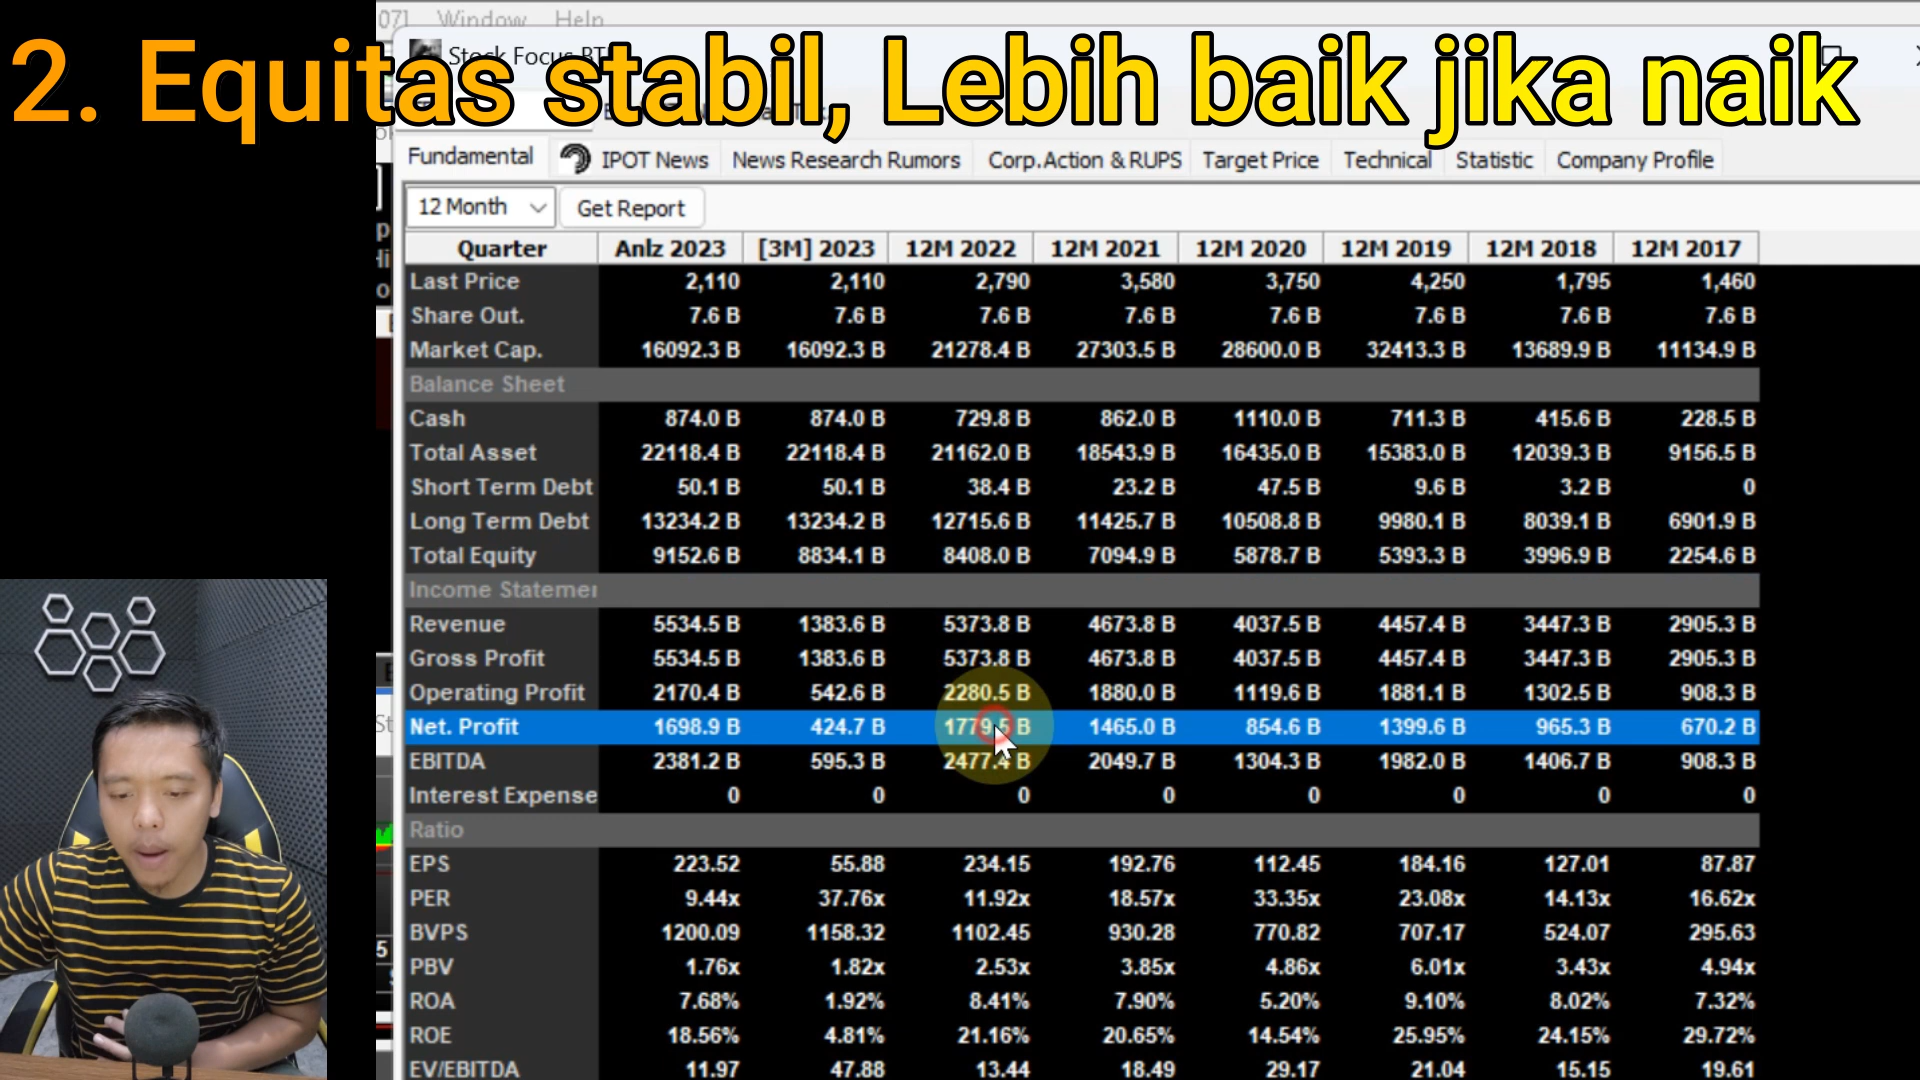 Window Help
2. Equitas stabil, Lebih baik jika naik
Stock Focus
Fundamental IPOT News News Research Rumors Corp.Action & RUPS Target Price Technical Statistic Company Profile
12 Month Get Report
Quarter Anlz 2023 [3M] 2023 12M 2022 12M 2021 12M 2020 12M 2019 12M 2018 12M 2017
Last Price 2,110 2,110 2,790 3,580 3,750 4,250 1,795 1,460
Share Out. 7.6 B 7.6 B 7.6 B 7.6 B 7.6 B 7.6 B 7.6 B 7.6 B
Market Cap. 16092.3 B 16092.3 B 21278.4 B 27303.5 B 28600.0 B 32413.3 B 13689.9 B 11134.9 B
Balance Sheet
Cash 874.0 B 874.0 B 729.8 B 862.0 B 1110.0 B 711.3 B 415.6 B 228.5 B
Total Asset 22118.4 B 22118.4 B 21162.0 B 18543.9 B 16435.0 B 15383.0 B 12039.3 B 9156.5 B
Short Term Debt 50.1 B 50.1 B 38.4 B 23.2 B 47.5 B 9.6 B 3.2 B 0
Long Term Debt 13234.2 B 13234.2 B 12715.6 B 11425.7 B 10508.8 B 9980.1 B 8039.1 B 6901.9 B
Total Equity 9152.6 B 8834.1 B 8408.0 B 7094.9 B 5878.7 B 5393.3 B 3996.9 B 2254.6 B
Income Statemer
Revenue 5534.5 B 1383.6 B 5373.8 B 4673.8 B 4037.5 B 4457.4 B 3447.3 B 2905.3 B
Gross Profit 5534.5 B 1383.6 B 5373.8 B 4673.8 B 4037.5 B 4457.4 B 3447.3 B 2905.3 B
Operating Profit 2170.4 B 542.6 B 2280.5 B 1880.0 B 1119.6 B 1881.1 B 1302.5 B 908.3 B
Net. Profit 1698.9 B 424.7 B 1779.5 B 1465.0 B 854.6 B 1399.6 B 965.3 B 670.2 B
EBITDA 2381.2 B 595.3 B 2477.4 B 2049.7 B 1304.3 B 1982.0 B 1406.7 B 908.3 B
Interest Expense 0 0 0 0 0 0 0 0
Ratio
EPS 223.52 55.88 234.15 192.76 112.45 184.16 127.01 87.87
PER 9.44x 37.76x 11.92x 18.57x 33.35x 23.08x 14.13x 16.62x
BVPS 1200.09 1158.32 1102.45 930.28 770.82 707.17 524.07 295.63
PBV 1.76x 1.82x 2.53x 3.85x 4.86x 6.01x 3.43x 4.94x
ROA 7.68% 1.92% 8.41% 7.90% 5.20% 9.10% 8.02% 7.32%
ROE 18.56% 4.81% 21.16% 20.65% 14.54% 25.95% 24.15% 29.72%
EV/EBITDA 11.97 47.88 13.44 18.49 29.17 21.04 15.15 19.61